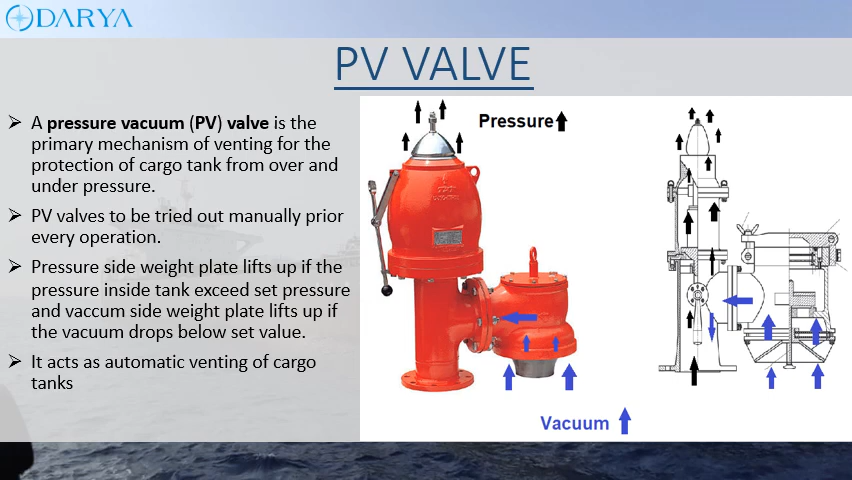 DARYA
PV VALVE
➢ A pressure vacuum (PV) valve is the
primary mechanism of venting for the
protection of cargo tank from over and
under pressure.
➢ PV valves to be tried out manually prior
every operation.
➢ Pressure side weight plate lifts up if the
pressure inside tank exceed set pressure
and vaccum side weight plate lifts up if
the vacuum drops below set value.
➢ It acts as automatic venting of cargo
tanks
Pressure
Vacuum